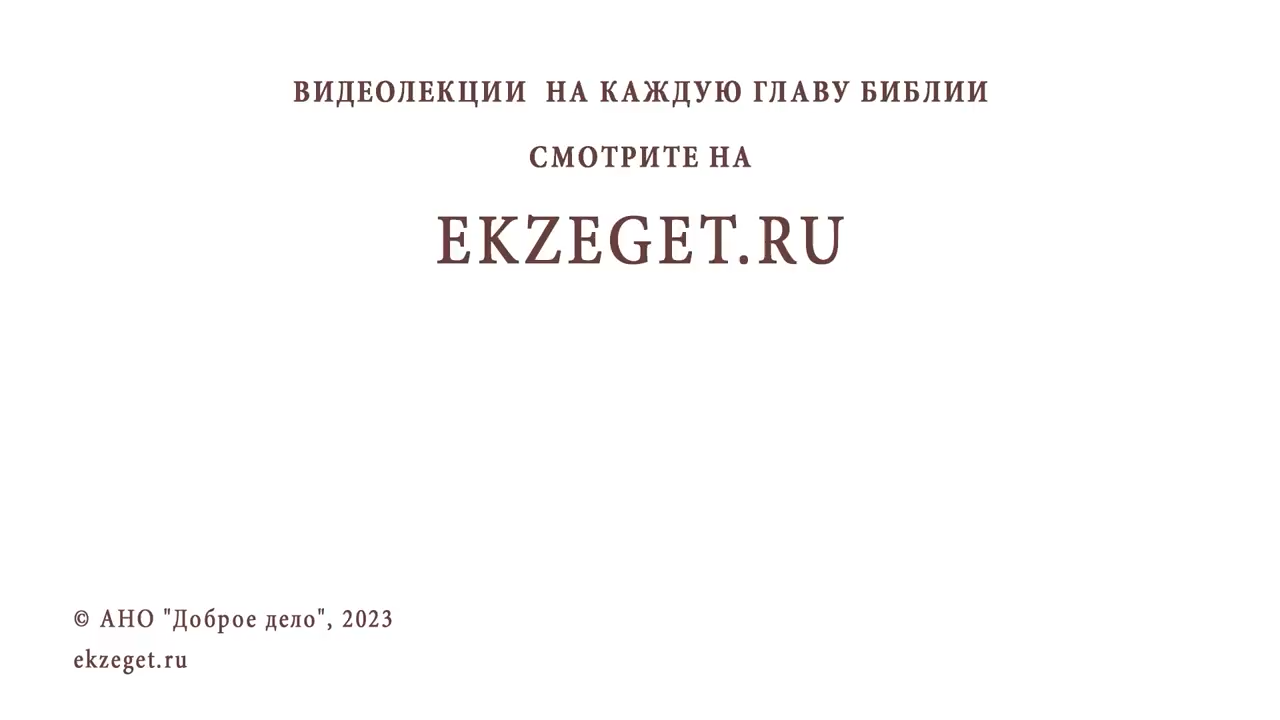 ВИДЕОЛЕКЦИИ НА КАЖДУЮ ГЛАВУ БИБЛИИ
СМОТРИТЕ НА
EKZEGET.RU
© АНО "Доброе дело", 2023
ekzeget.ru